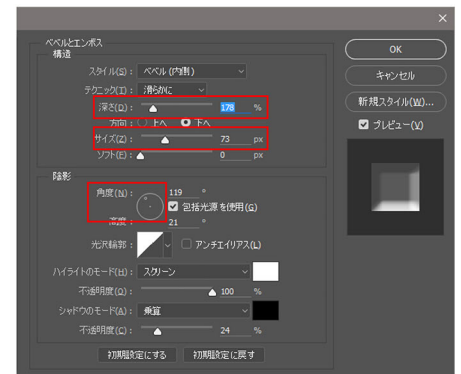 ベベルとエンボス
構造
スタイル(S): ベベル (内側)
テクニック(T): 滑らかに
深さ(D): 178 %
方向: 上へ 下へ
サイズ(Z): 73 px
ソフト(F): 0 px
陰影
角度(N): 119 °
包括光源を使用(G)
高度: 21 °
光沢輪郭: アンチエイリアス(L)
ハイライトのモード(H): スクリーン
不透明度(O): 100 %
シャドウのモード(A): 乗算
不透明度(C): 24 %
初期設定にする 初期設定に戻す
OK
キャンセル
新規スタイル(W)...
プレビュー(V)